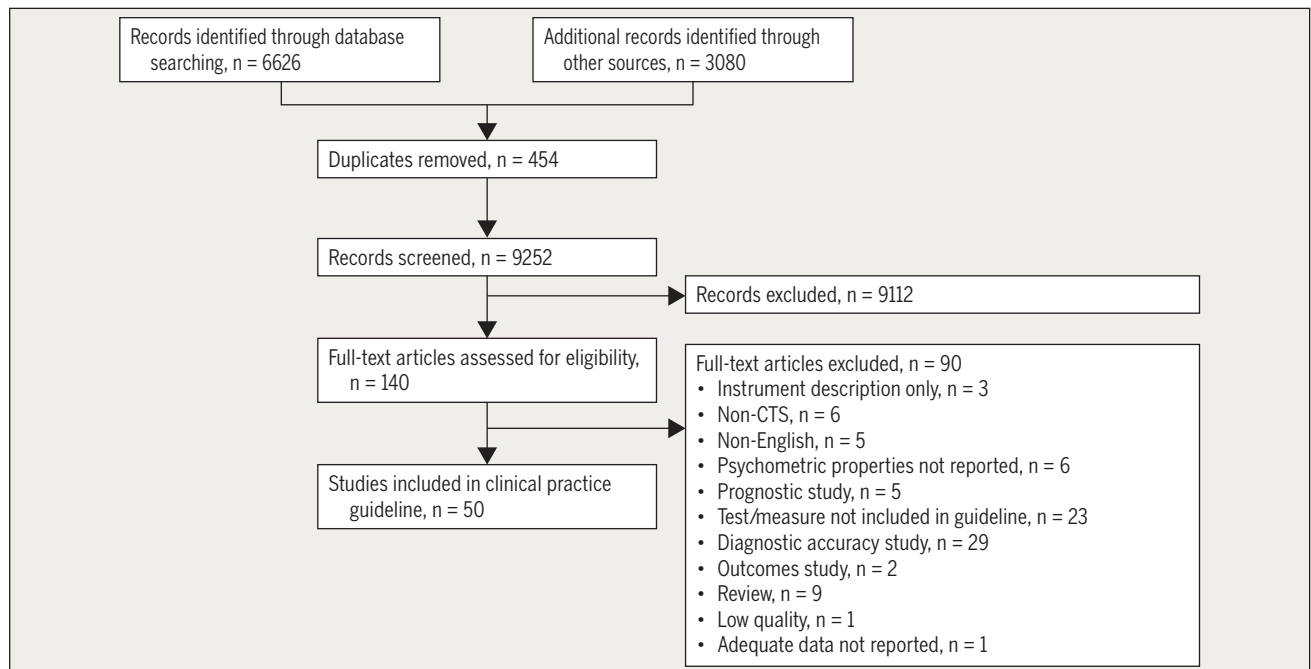 Records identified through database
searching, n = 6626
Additional records identified through
other sources, n = 3080
Duplicates removed, n = 454
Records screened, n = 9252
Records excluded, n = 9112
Full-text articles assessed for eligibility,
n = 140
Full-text articles excluded, n = 90
• Instrument description only, n = 3
• Non-CTS, n = 6
• Non-English, n = 5
• Psychometric properties not reported, n = 6
• Prognostic study, n = 5
• Test/measure not included in guideline, n = 23
• Diagnostic accuracy study, n = 29
• Outcomes study, n = 2
• Review, n = 9
• Low quality, n = 1
• Adequate data not reported, n = 1
Studies included in clinical practice
guideline, n = 50